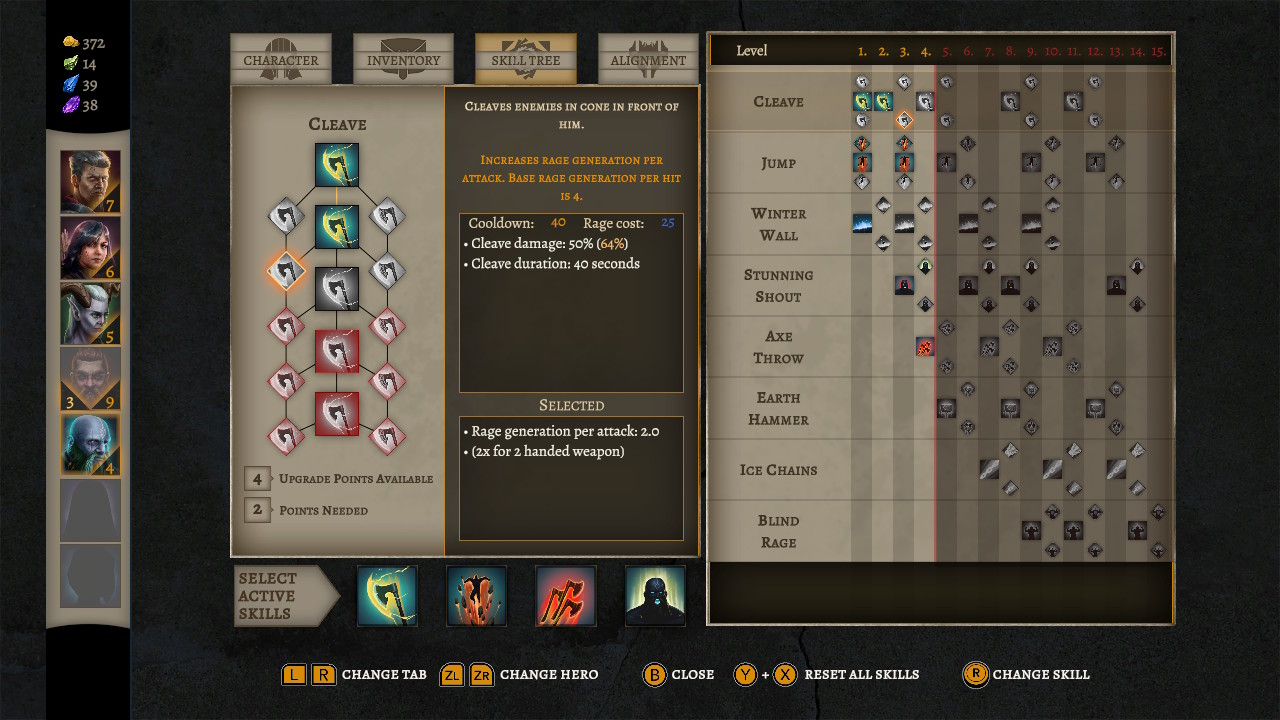 372
14
39
38
7
6
5
3 9
4
CHARACTER
INVENTORY
SKILL TREE
ALIGNMENT
CLEAVE
4 UPGRADE POINTS AVAILABLE
2 POINTS NEEDED
CLEAVES ENEMIES IN CONE IN FRONT OF
HIM.
INCREASES RAGE GENERATION PER
ATTACK. BASE RAGE GENERATION PER HIT
IS 4.
Cooldown: 40 Rage cost: 25
• Cleave damage: 50% (64%)
• Cleave duration: 40 seconds
SELECTED
• Rage generation per attack: 2.0
• (2x for 2 handed weapon)
Level 1. 2. 3. 4. 5. 6. 7. 8. 9. 10. 11. 12. 13. 14. 15.
CLEAVE
JUMP
WINTER
WALL
STUNNING
SHOUT
AXE
THROW
EARTH
HAMMER
ICE CHAINS
BLIND
RAGE
SELECT
ACTIVE
SKILLS
L R CHANGE TAB ZL ZR CHANGE HERO B CLOSE Y + X RESET ALL SKILLS R CHANGE SKILL